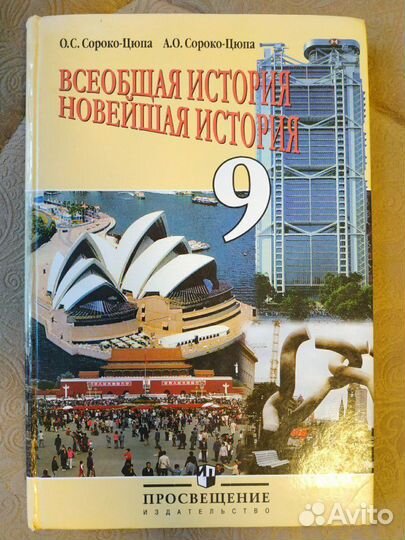 О.С. Сороко-Цюпа А.О. Сороко-Цюпа
ВСЕОБЩАЯ ИСТОРИЯ
НОВЕЙШАЯ ИСТОРИЯ
9
ПРОСВЕЩЕНИЕ
ИЗДАТЕЛЬСТВО
Avito